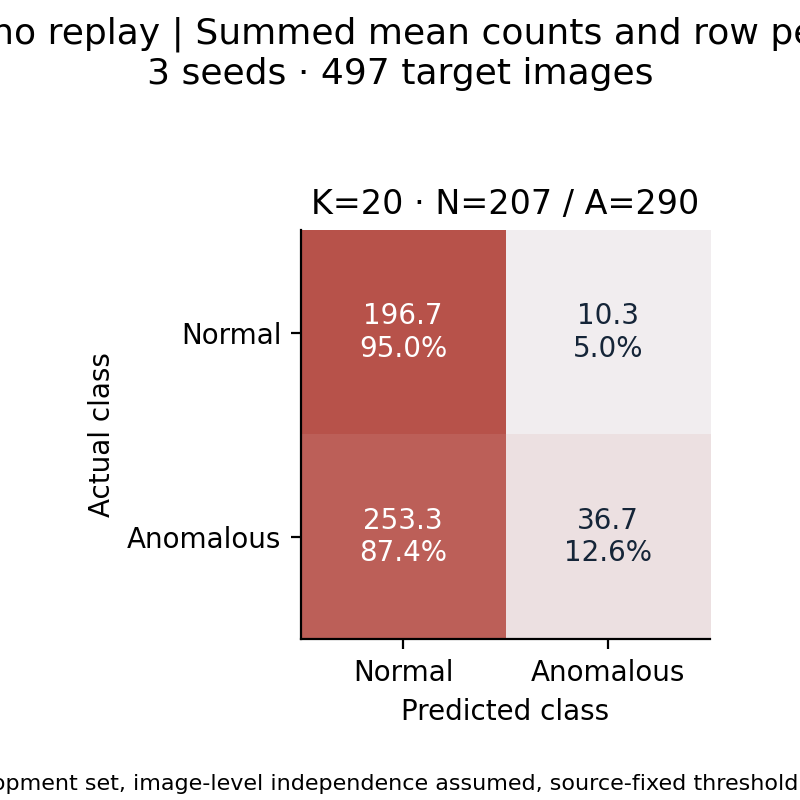 no replay | Summed mean counts and row pe
3 seeds · 497 target images
K=20 · N=207 / A=290
196.7
95.0%
10.3
5.0%
Normal
253.3
87.4%
36.7
12.6%
Anomalous
Actual class
Normal
Anomalous
Predicted class
opment set, image-level independence assumed, source-fixed threshold